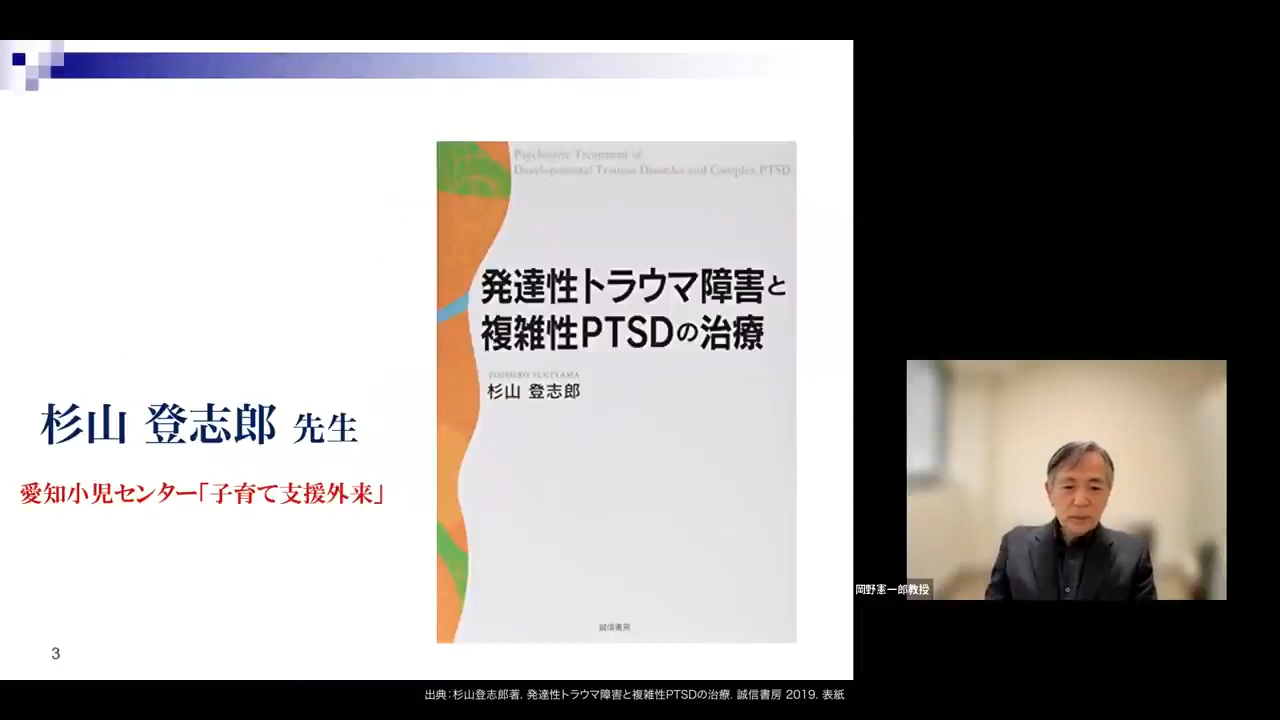 Psychiatric Treatment of
Developmental Trauma Disorder and Complex PTSD
発達性トラウマ障害と
複雑性PTSDの治療
TOSHIRO SUGIYAMA
杉山 登志郎
杉山 登志郎 先生
愛知小児センター「子育て支援外来」
誠信書房
岡野憲一郎教授
3
出典：杉山登志郎著, 発達性トラウマ障害と複雑性PTSDの治療. 誠信書房 2019. 表紙